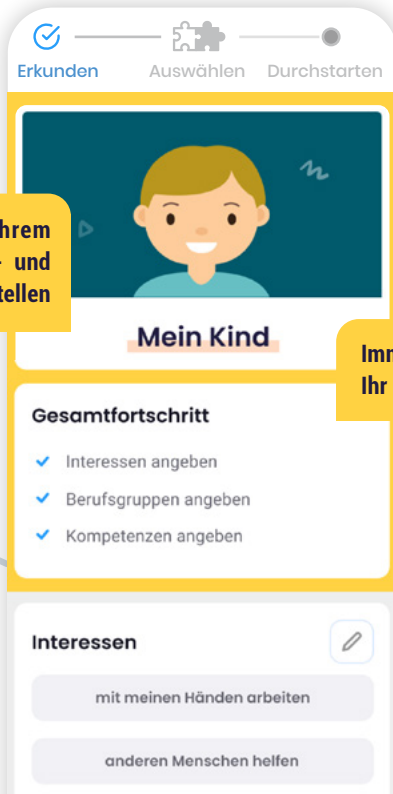 Erkunden Auswählen Durchstarten
hrem
und
tellen
Mein Kind
Ihr
Gesamtfortschritt
Interessen angeben
Berufsgruppen angeben
Kompetenzen angeben
Interessen
mit meinen Händen arbeiten
anderen Menschen helfen